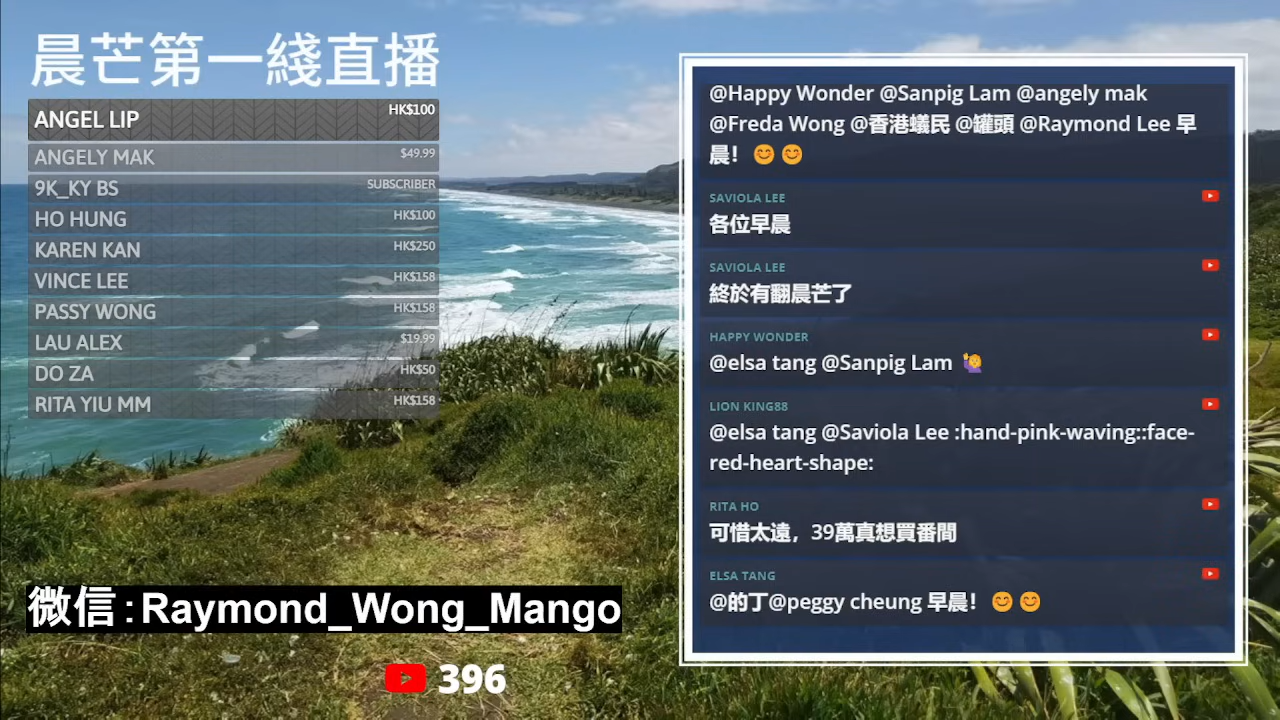 晨芒第一綫直播
ANGEL LIP HK$100
ANGELY MAK $49.99
9K_KY BS SUBSCRIBER
HO HUNG HK$100
KAREN KAN HK$250
VINCE LEE HK$158
PASSY WONG HK$158
LAU ALEX $19.99
DO ZA HK$50
RITA YIU MM HK$158
微信:Raymond_Wong_Mango
396
@Happy Wonder @Sanpig Lam @angely mak
@Freda Wong @香港蟻民 @罐頭 @Raymond Lee 早
晨！ 😊 😊
SAVIOLA LEE
各位早晨
SAVIOLA LEE
終於有翻晨芒了
HAPPY WONDER
@elsa tang @Sanpig Lam 🙋
LION KING88
@elsa tang @Saviola Lee :hand-pink-waving::face-
red-heart-shape:
RITA HO
可惜太遠，39萬真想買番間
ELSA TANG
@的丁@peggy cheung 早晨！ 😊 😊